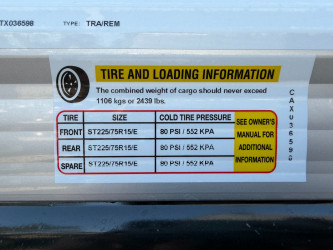 TX036598 TYPE: TRA/REM
TIRE AND LOADING INFORMATION
The combined weight of cargo should never exceed
1106 kgs or 2439 lbs.
TIRE SIZE COLD TIRE PRESSURE
FRONT ST225/75R15/E 80 PSI / 552 KPA
REAR ST225/75R15/E 80 PSI / 552 KPA
SPARE ST225/75R15/E 80 PSI / 552 KPA
SEE OWNER'S
MANUAL FOR
ADDITIONAL
INFORMATION